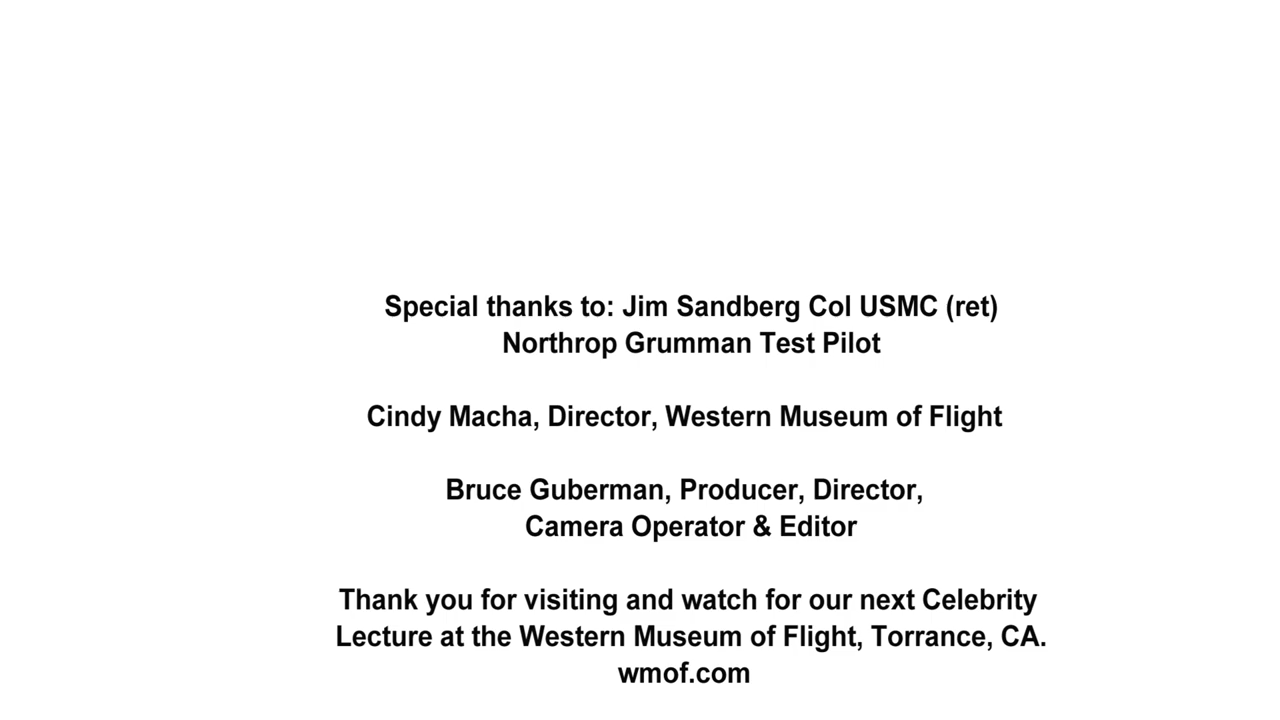 Special thanks to: Jim Sandberg Col USMC (ret)
Northrop Grumman Test Pilot
Cindy Macha, Director, Western Museum of Flight
Bruce Guberman, Producer, Director,
Camera Operator & Editor
Thank you for visiting and watch for our next Celebrity
Lecture at the Western Museum of Flight, Torrance, CA.
wmof.com